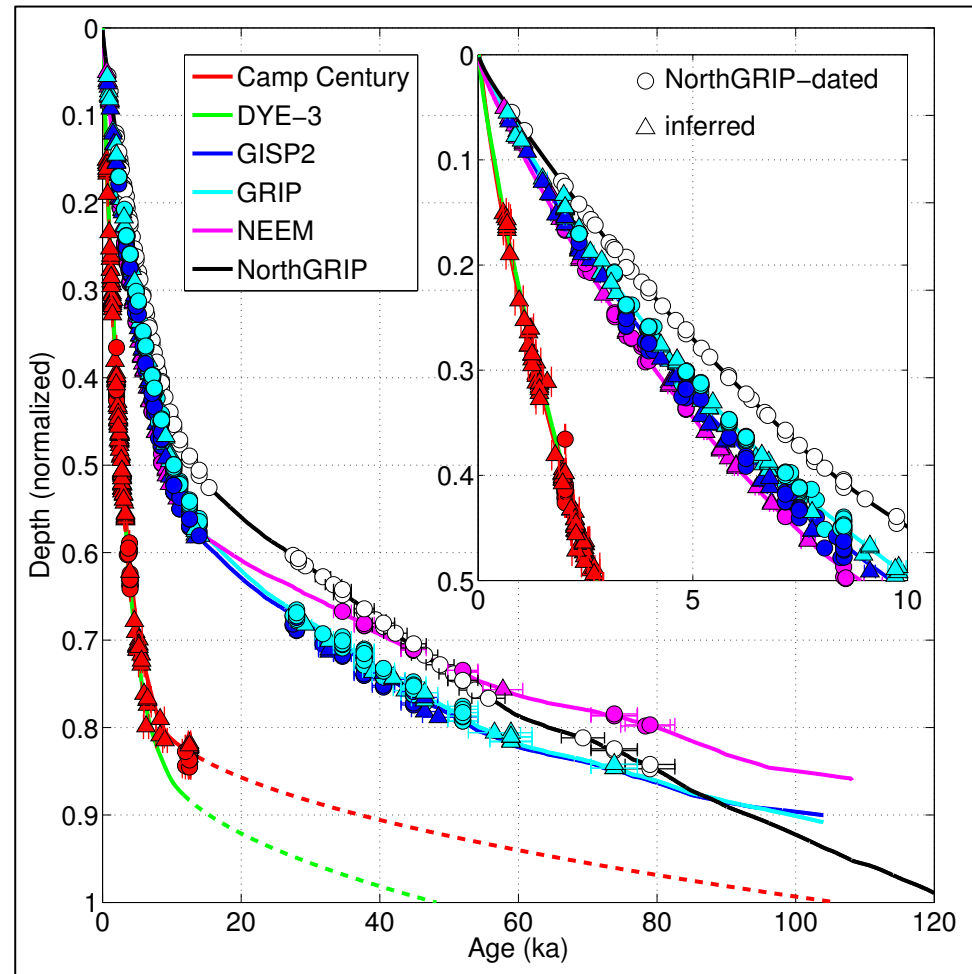 0
0.1
0.2
0.3
0.4
0.5
0.6
0.7
0.8
0.9
1
Depth (normalized)
0 20 40 60 80 100 120
Age (ka)
Camp Century
DYE−3
GISP2
GRIP
NEEM
NorthGRIP
0
0.1
0.2
0.3
0.4
0.5
0 5 10
NorthGRIP−dated
inferred